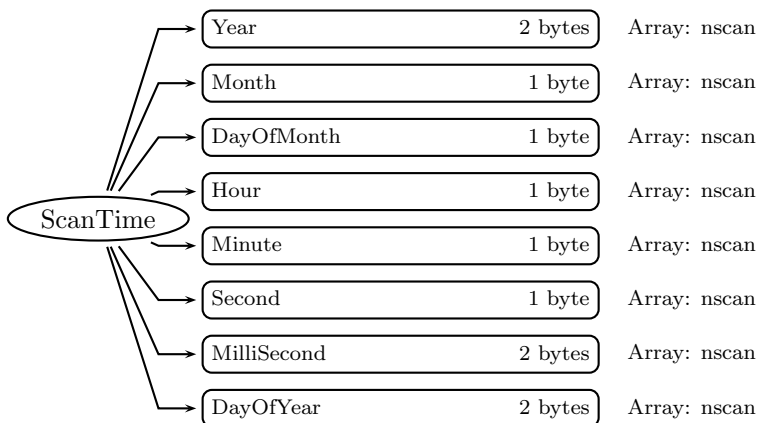 Year 2 bytes Array: nscan
Month 1 byte Array: nscan
DayOfMonth 1 byte Array: nscan
Hour 1 byte Array: nscan
ScanTime
Minute 1 byte Array: nscan
Second 1 byte Array: nscan
MilliSecond 2 bytes Array: nscan
DayOfYear 2 bytes Array: nscan